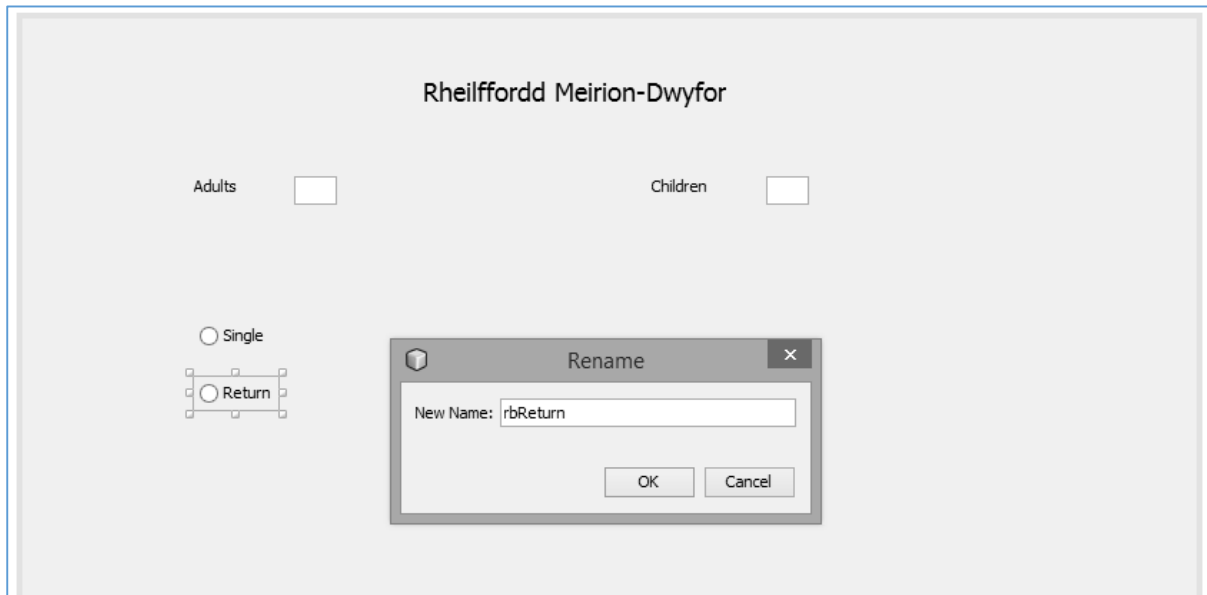 Rheilffordd Meirion-Dwyfor
Adults
Children
Single
Return
Rename
New Name: rbReturn
OK
Cancel